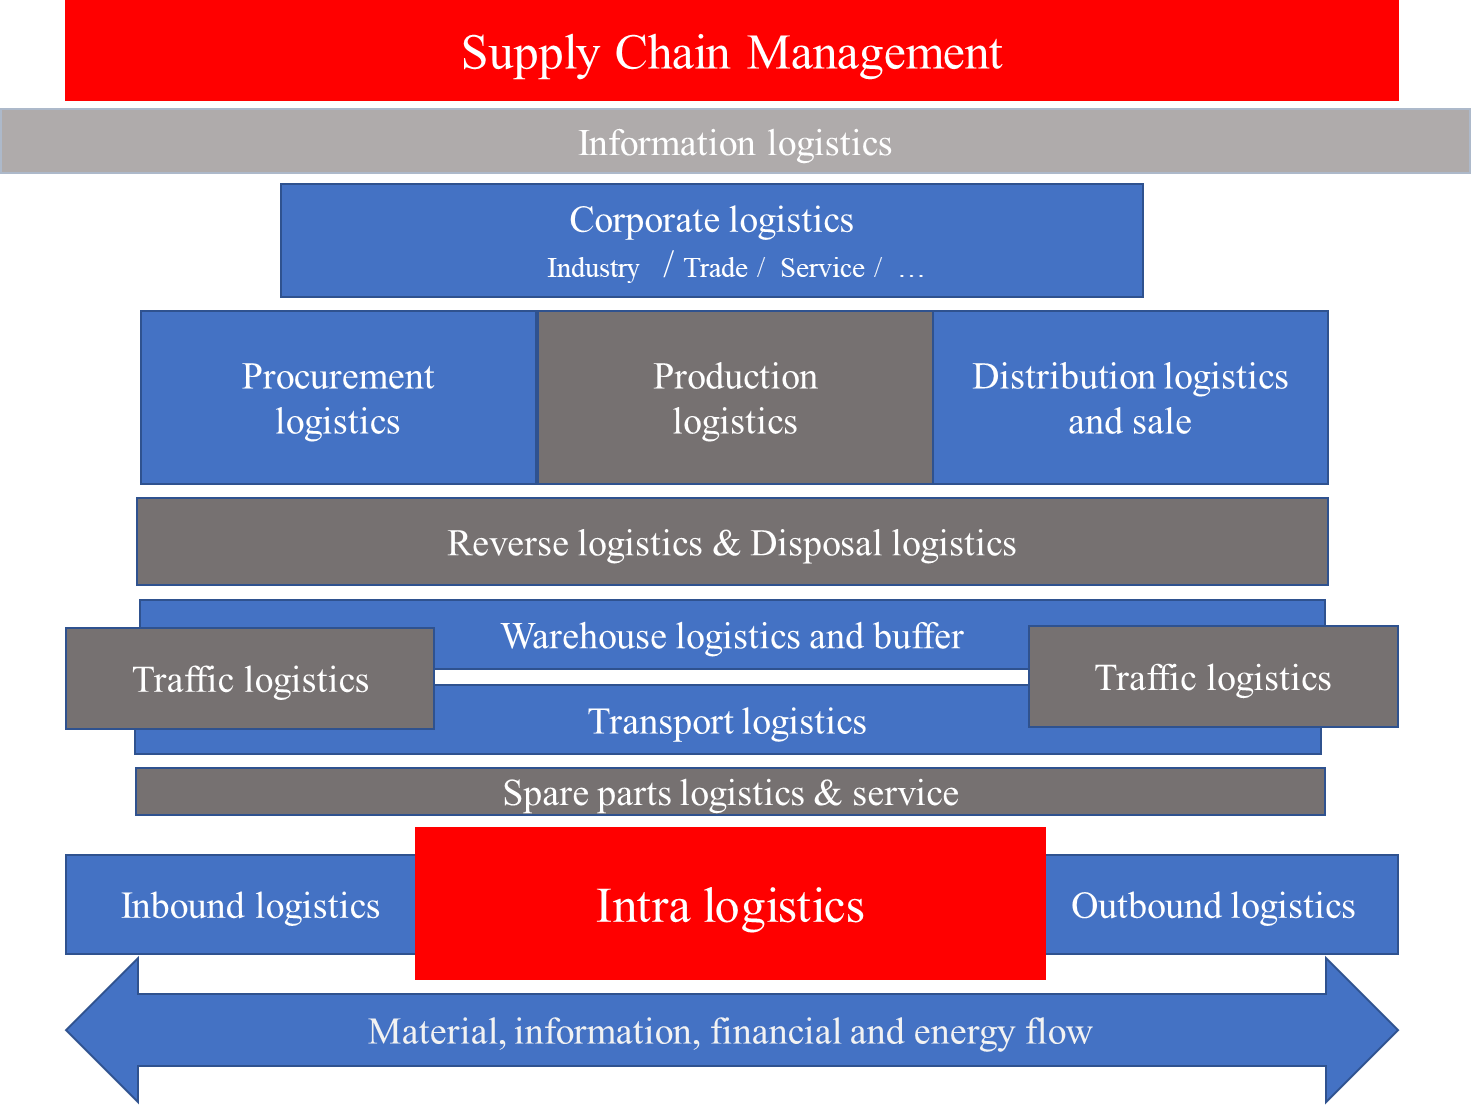 Supply Chain Management
Information logistics
Corporate logistics
Industry / Trade / Service / …
Procurement
logistics
Production
logistics
Distribution logistics
and sale
Reverse logistics & Disposal logistics
Warehouse logistics and buffer
Traffic logistics
Traffic logistics
Transport logistics
Spare parts logistics & service
Inbound logistics
Intra logistics
Outbound logistics
Material, information, financial and energy flow